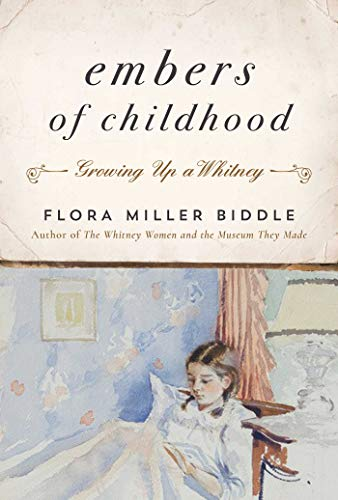 embers
of childhood
Growing Up a Whitney
FLORA MILLER BIDDLE
Author of The Whitney Women and the Museum They Made